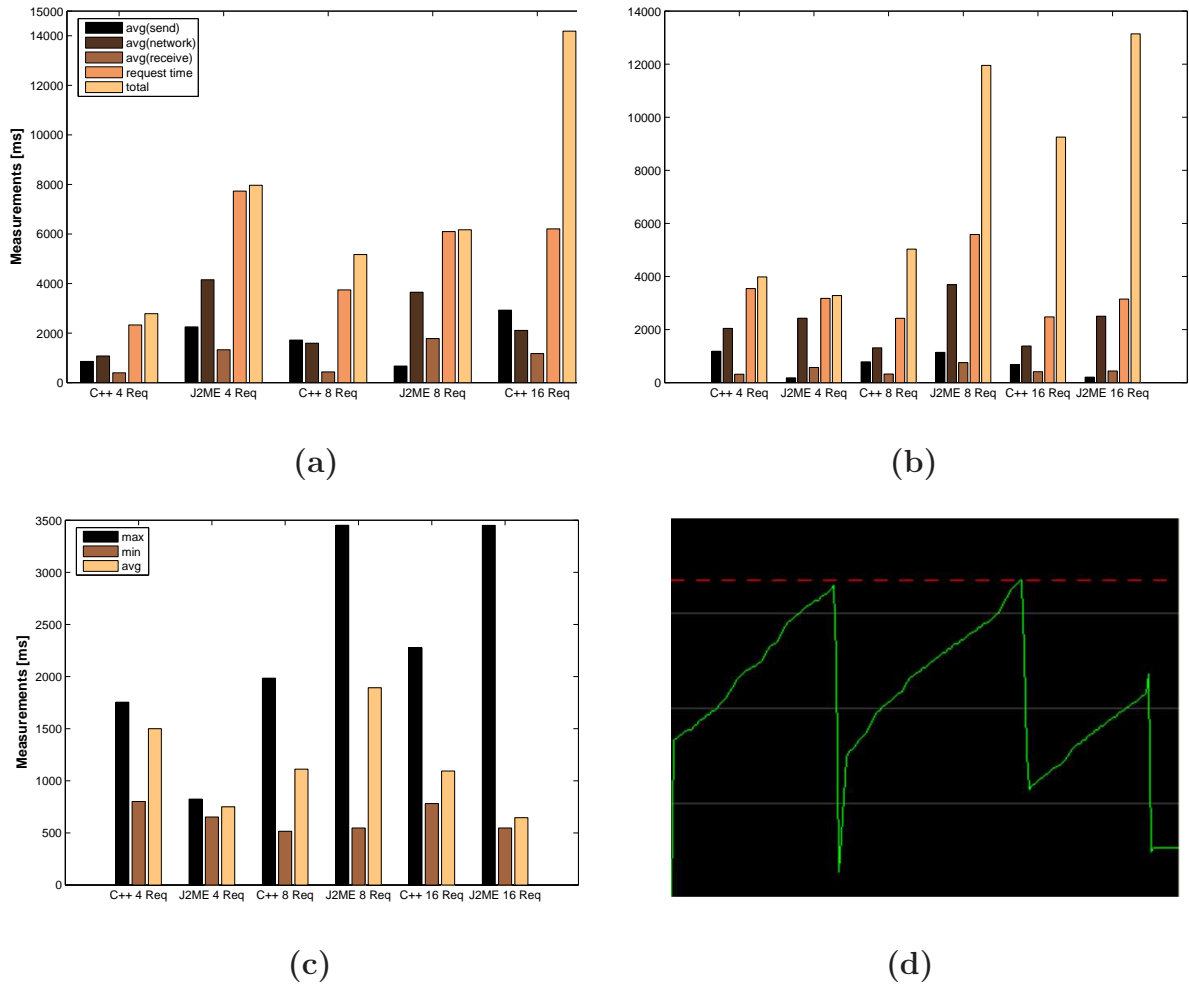 15000
14000
12000
10000
8000
6000
4000
2000
0
Measurements [ms]
avg(send)
avg(network)
avg(receive)
request time
total
C++ 4 Req J2ME 4 Req C++ 8 Req J2ME 8 Req C++ 16 Req
(a)
14000
12000
10000
8000
6000
4000
2000
0
C++ 4 Req J2ME 4 Req C++ 8 Req J2ME 8 Req C++ 16 Req J2ME 16 Req
(b)
3500
3000
2500
2000
1500
1000
500
0
Measurements [ms]
max
min
avg
C++ 4 Req J2ME 4 Req C++ 8 Req J2ME 8 Req C++ 16 Req J2ME 16 Req
(c)
(d)